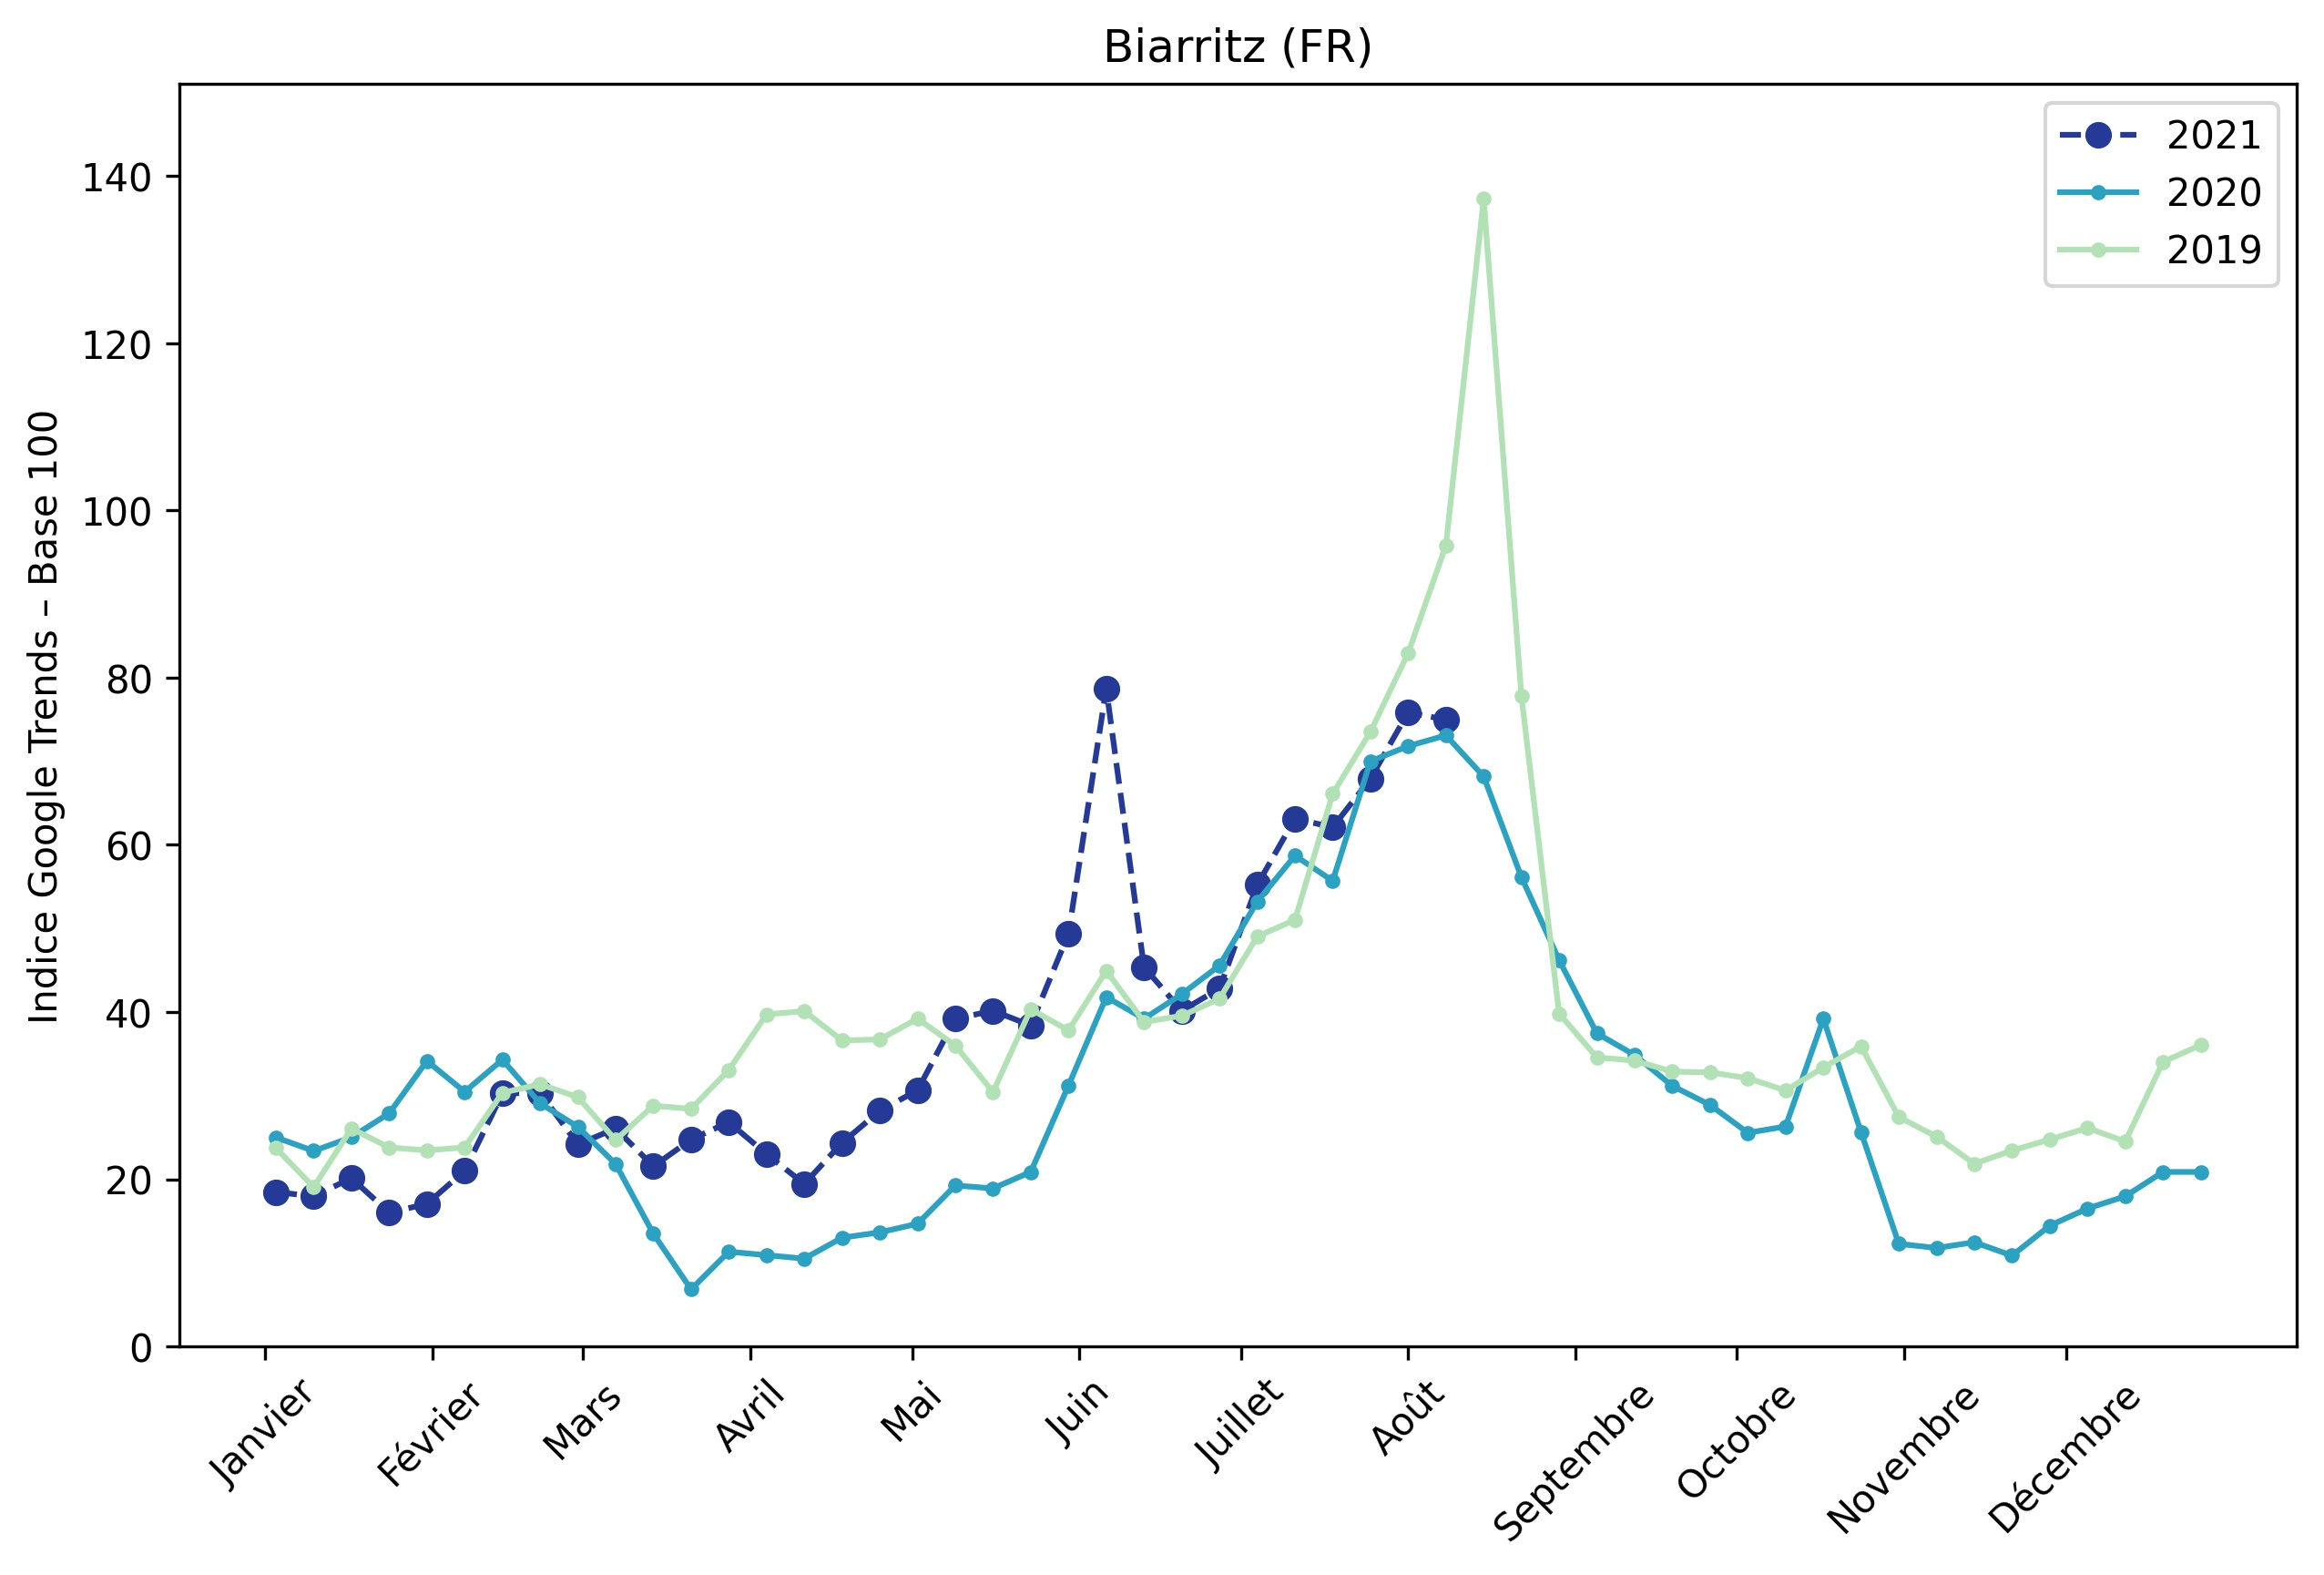 Biarritz (FR)
Indice Google Trends – Base 100
140
120
100
80
60
40
20
0
2021
2020
2019
Janvier
Février
Mars
Avril
Mai
Juin
Juillet
Août
Septembre
Octobre
Novembre
Décembre